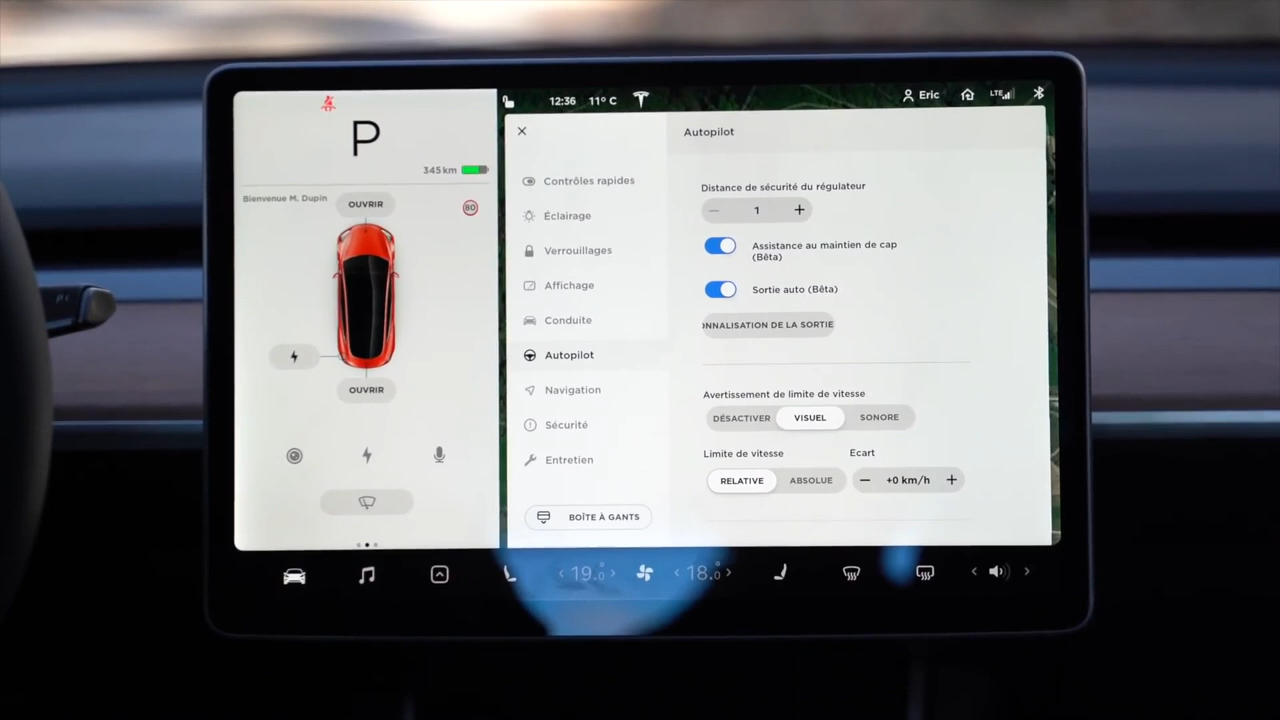 P
345 km
Bienvenue M. Dupin
OUVRIR
80
OUVRIR
12:36 11° C
Eric
LTE
Autopilot
Contrôles rapides
Éclairage
Verrouillages
Affichage
Conduite
Autopilot
Navigation
Sécurité
Entretien
BOÎTE À GANTS
Distance de sécurité du régulateur
− 1 +
Assistance au maintien de cap
(Bêta)
Sortie auto (Bêta)
ONNALISATION DE LA SORTIE
Avertissement de limite de vitesse
DÉSACTIVER VISUEL SONORE
Limite de vitesse Ecart
RELATIVE ABSOLUE − +0 km/h +
< 19.0 > < 18.0 > < >